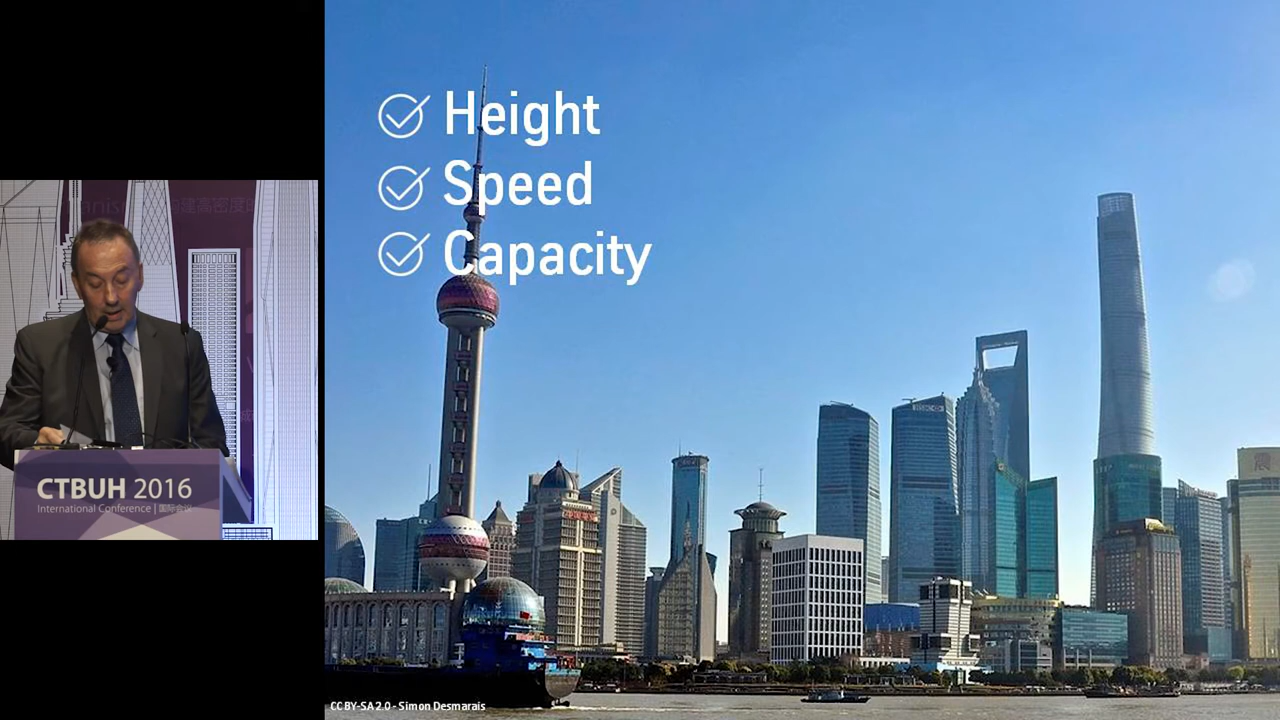 Height
Speed
Capacity
CTBUH 2016
International Conference | 国际会议
CC BY-SA 2.0 - Simon Desmarais